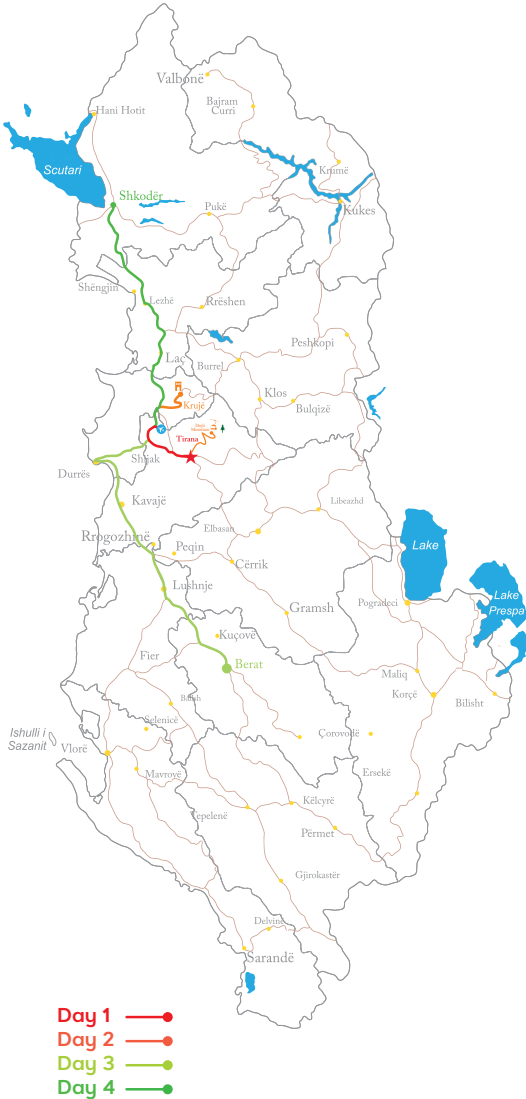 Valbonë
Bajram
Curri
Hani Hotit
Scutari
Krumë
Shkodër
Pukë
Kukes
Shëngjin
Lezhë
Rrëshen
Peshkopi
Laç
Burrel
Klos
Krujë
Bulqizë
Tirana
Shijak
Durrës
Kavajë
Libeazhd
Elbasan
Rrogozhinë
Peqin
Lake
Cërrik
Lushnje
Lake
Prespa
Gramsh
Pogradeci
Kuçovë
Fier
Berat
Maliq
Korçë
Bilisht
Ballsh
Selenicë
Ishulli i
Sazanit
Çorovodë
Vlorë
Mavrovë
Ersekë
Këlcyrë
Tepelenë
Përmet
Gjirokastër
Delvinë
Sarandë
Day 1
Day 2
Day 3
Day 4